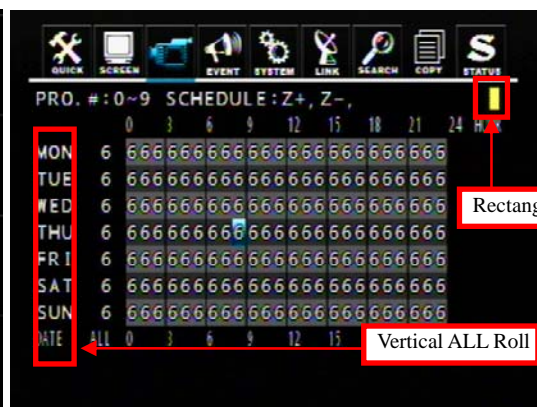 S
QUICK SCREEN EVENT SYSTEM LINK SEARCH COPY STATUS
PRO. #:0~9 SCHEDULE:Z+, Z-,
0 3 6 9 12 15 18 21 24 HOUR
MON 6 666666666666666666666666
TUE 6 666666666666666666666666
WED 6 666666666666666666666666
Rectang
THU 6 666666666666666666666666
FRI 6 666666666666666666666666
SAT 6 666666666666666666666666
SUN 6 666666666666666666666666
DATE ALL 0 3 6 9 12 15
Vertical ALL Roll